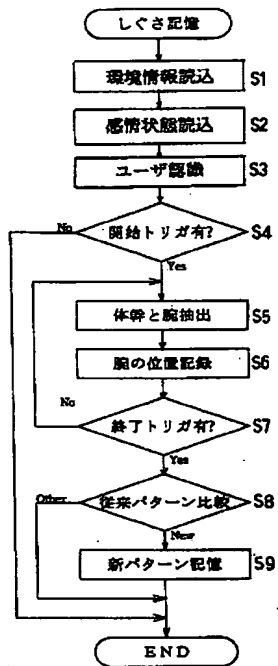 しぐさ記憶
環境情報読込 S1
感情状態読込 S2
ユーザ認識 S3
No 開始トリガ有? S4
Yes
体幹と腕抽出 S5
腕の位置記録 S6
No
終了トリガ有? S7
Yes
Other 従来パターン比較 S8
New
新パターン記憶 S9
END